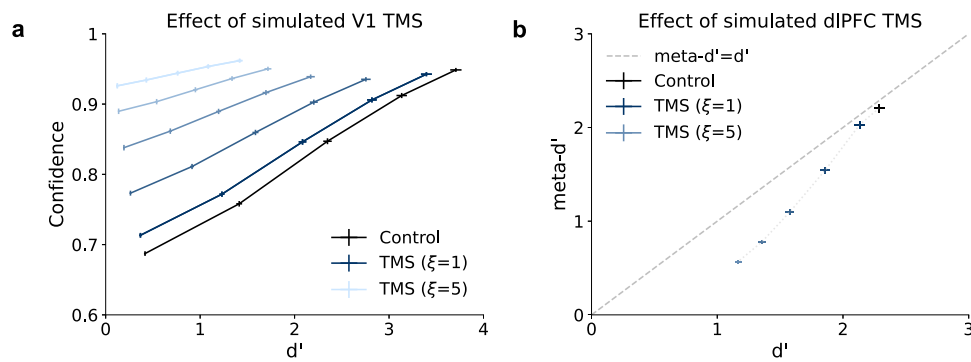 a
Effect of simulated V1 TMS
1
0.9
0.8
0.7
0.6
Confidence
0
1
2
3
4
d'
Control
TMS (ξ=1)
TMS (ξ=5)
b
Effect of simulated dlPFC TMS
3
2
1
0
meta-d'
0
1
2
3
d'
meta-d'=d'
Control
TMS (ξ=1)
TMS (ξ=5)